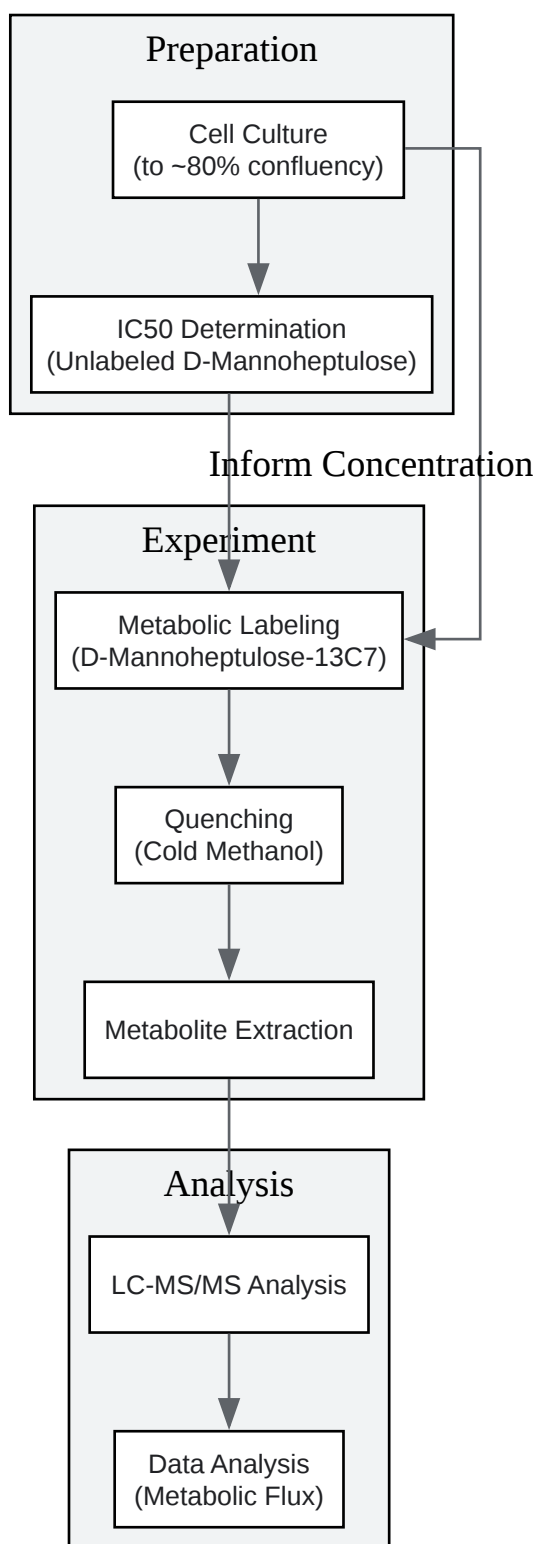 Preparation
Cell Culture
(to ~80% confluency)
IC50 Determination
(Unlabeled D-Mannoheptulose)
Inform Concentration
Experiment
Metabolic Labeling
(D-Mannoheptulose-13C7)
Quenching
(Cold Methanol)
Metabolite Extraction
Analysis
LC-MS/MS Analysis
Data Analysis
(Metabolic Flux)